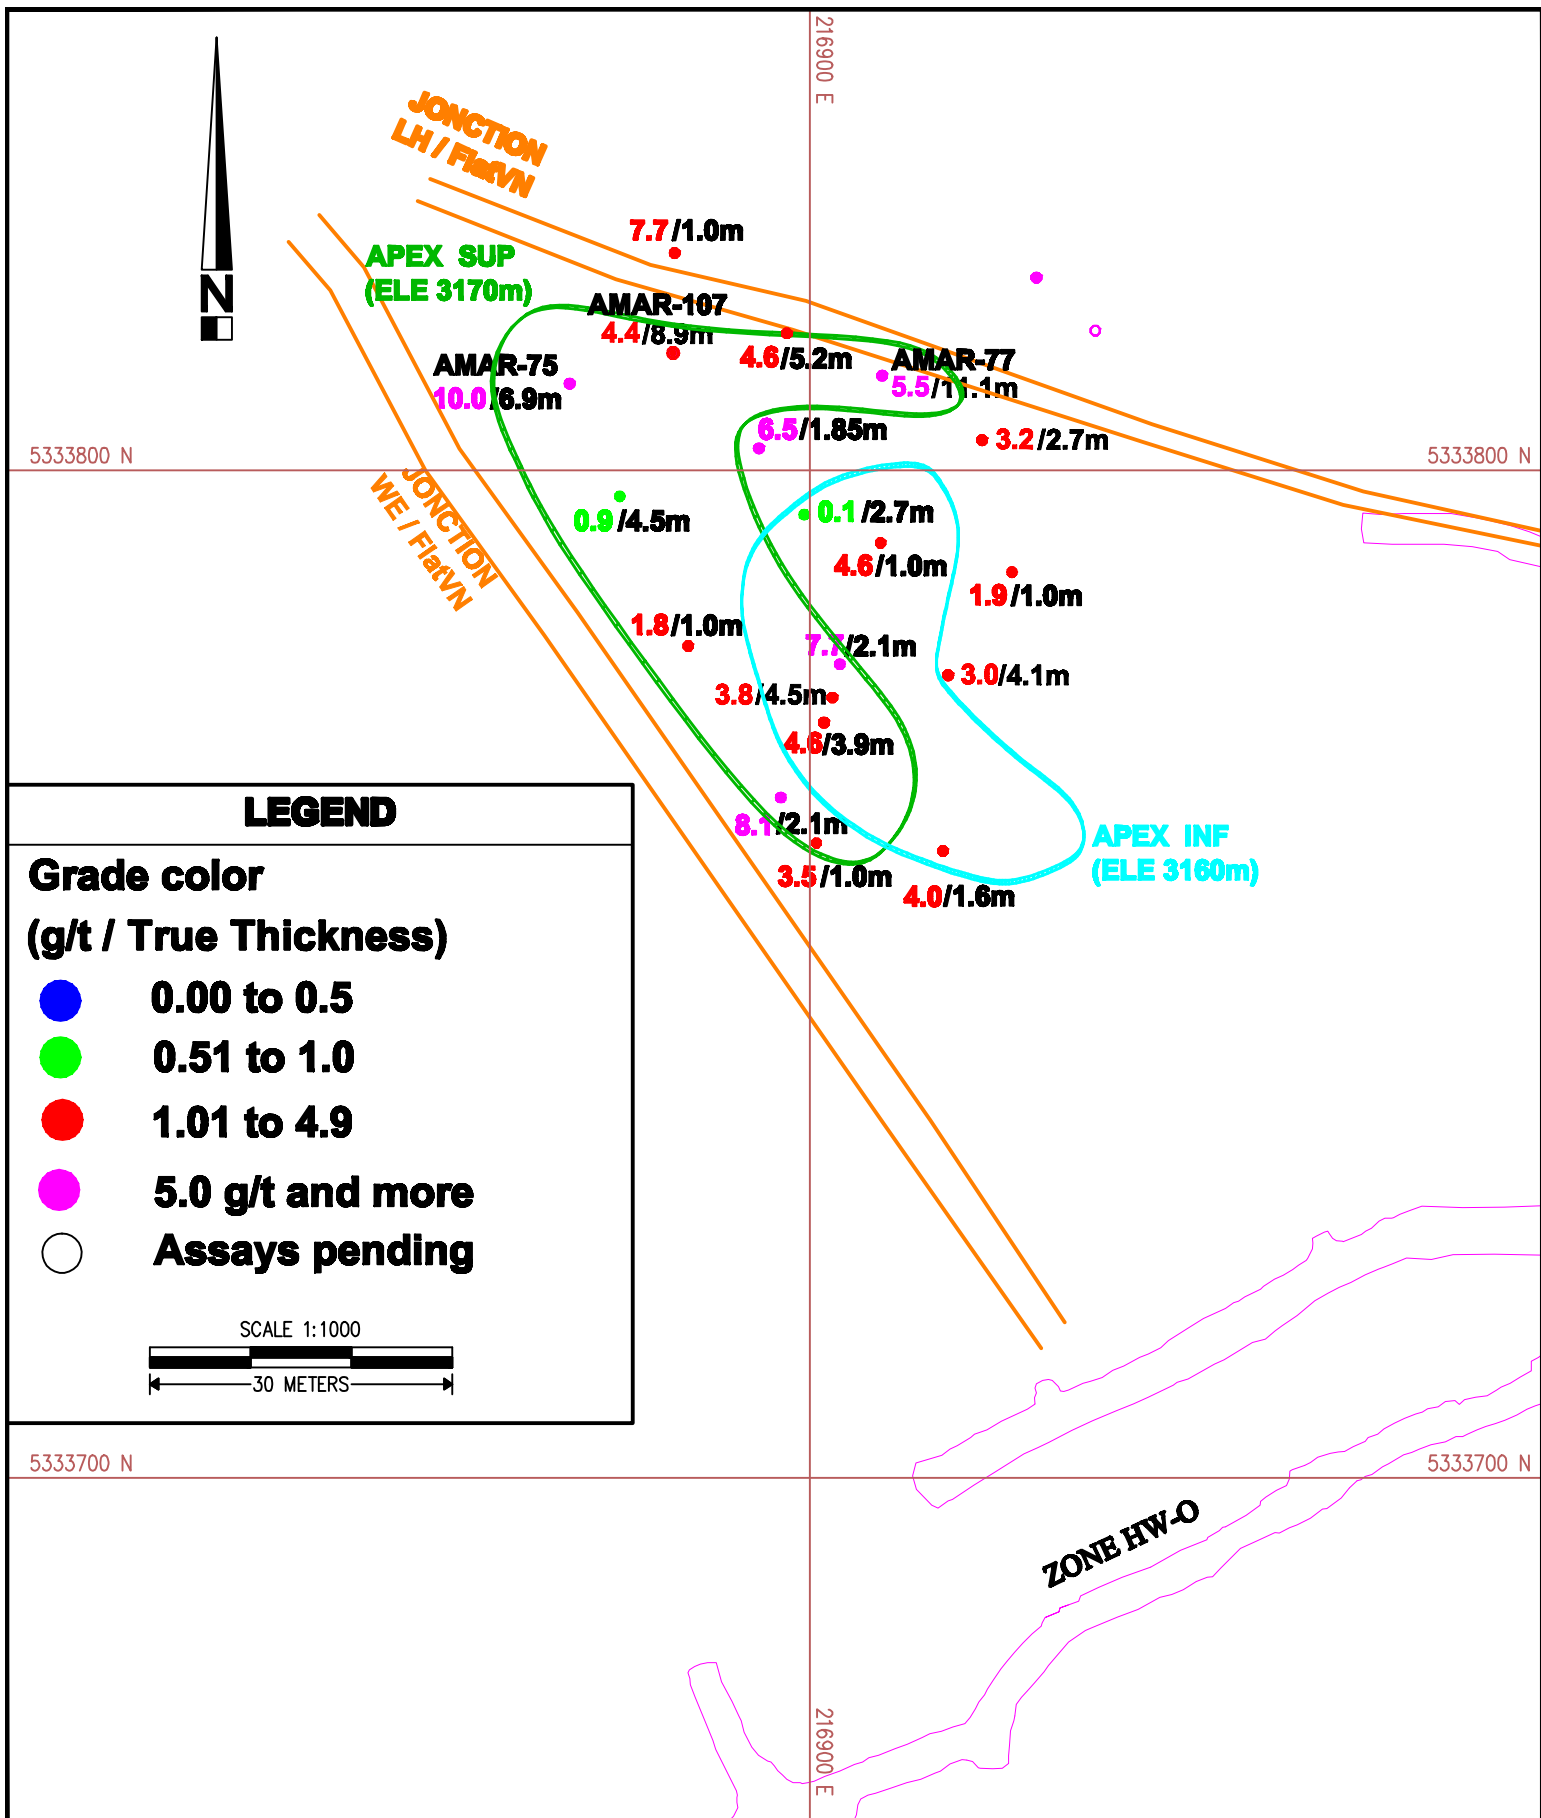 216900 E
JONCTION
LH / FlatVN
N
7.7/1.0m
APEX SUP
(ELE 3170m)
AMAR-107
4.4/8.9m
4.6/5.2m
AMAR-77
5.5/11.1m
AMAR-75
10.0/6.9m
6.5/1.85m
3.2/2.7m
5333800 N
5333800 N
JONCTION
WE / FlatVN
0.9/4.5m
0.1/2.7m
4.6/1.0m
1.9/1.0m
1.8/1.0m
7.7/2.1m
3.0/4.1m
3.8/4.5m
4.6/3.9m
8.1/2.1m
3.5/1.0m
4.0/1.6m
APEX INF
(ELE 3160m)
LEGEND
Grade color
(g/t / True Thickness)
0.00 to 0.5
0.51 to 1.0
1.01 to 4.9
5.0 g/t and more
Assays pending
SCALE 1:1000
30 METERS
5333700 N
5333700 N
ZONE HW-O
216900 E